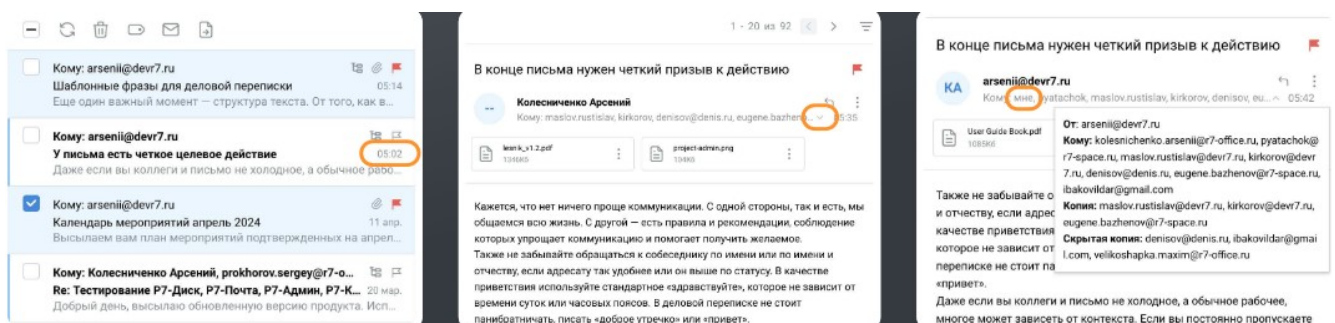 Кому: arsenii@devr7.ru
Шаблонные фразы для деловой переписки 05:14
Еще один важный момент — структура текста. От того, как в...
Кому: arsenii@devr7.ru
У письма есть четкое целевое действие 05:02
Даже если вы коллеги и письмо не холодное, а обычное рабо...
Кому: arsenii@devr7.ru
Календарь мероприятий апрель 2024 11 апр.
Высылаем вам план мероприятий подтвержденных на апрел...
Кому: Колесниченко Арсений, prokhorov.sergey@r7-o...
Re: Тестирование Р7-Диск, Р7-Почта, Р7-Админ, Р7-К... 20 мар.
Добрый день, высылаю обновленную версию продукта. Исп...
1 - 20 из 92
В конце письма нужен четкий призыв к действию
-- Колесниченко Арсений
Кому: maslov.rustislav, kirkorov, denisov@denis.ru, eugene.bazheno... 05:35
lesnik_s1.2.pdf project-admin.png
Кажется, что нет ничего проще коммуникации. С одной стороны, так и есть, мы
общаемся всю жизнь. С другой — есть правила и рекомендации, соблюдение
которых упрощает коммуникацию и помогает получить желаемое.
Также не забывайте обращаться к собеседнику по имени или по имени и
отчеству, если адресату так удобнее или он выше по статусу. В качестве
приветствия используйте стандартное «здравствуйте», которое не зависит от
времени суток или часовых поясов. В деловой переписке не стоит
панибратничать, писать «доброе утречко» или «привет».
В конце письма нужен четкий призыв к действию
КА arsenii@devr7.ru
Кому: мне, pyatachok, maslov.rustislav, kirkorov, denisov, eu... 05:42
User Guide Book.pdf
1085Кб
От: arsenii@devr7.ru
Кому: kolesnichenko.arsenii@r7-office.ru, pyatachok@
r7-space.ru, maslov.rustislav@devr7.ru, kirkorov@devr
7.ru, denisov@denis.ru, eugene.bazhenov@r7-space.ru,
ibakovildar@gmail.com
Копия: maslov.rustislav@devr7.ru, kirkorov@devr7.ru,
eugene.bazhenov@r7-space.ru
Скрытая копия: denisov@denis.ru, ibakovildar@gmai
l.com, velikoshapka.maxim@r7-office.ru
Также не забывайте о
и отчеству, если адрес
качестве приветствия
которое не зависит от
переписке не стоит па
«привет».
Даже если вы коллеги и письмо не холодное, а обычное рабочее,
многое может зависеть от контекста. Если вы постоянно пропускаете